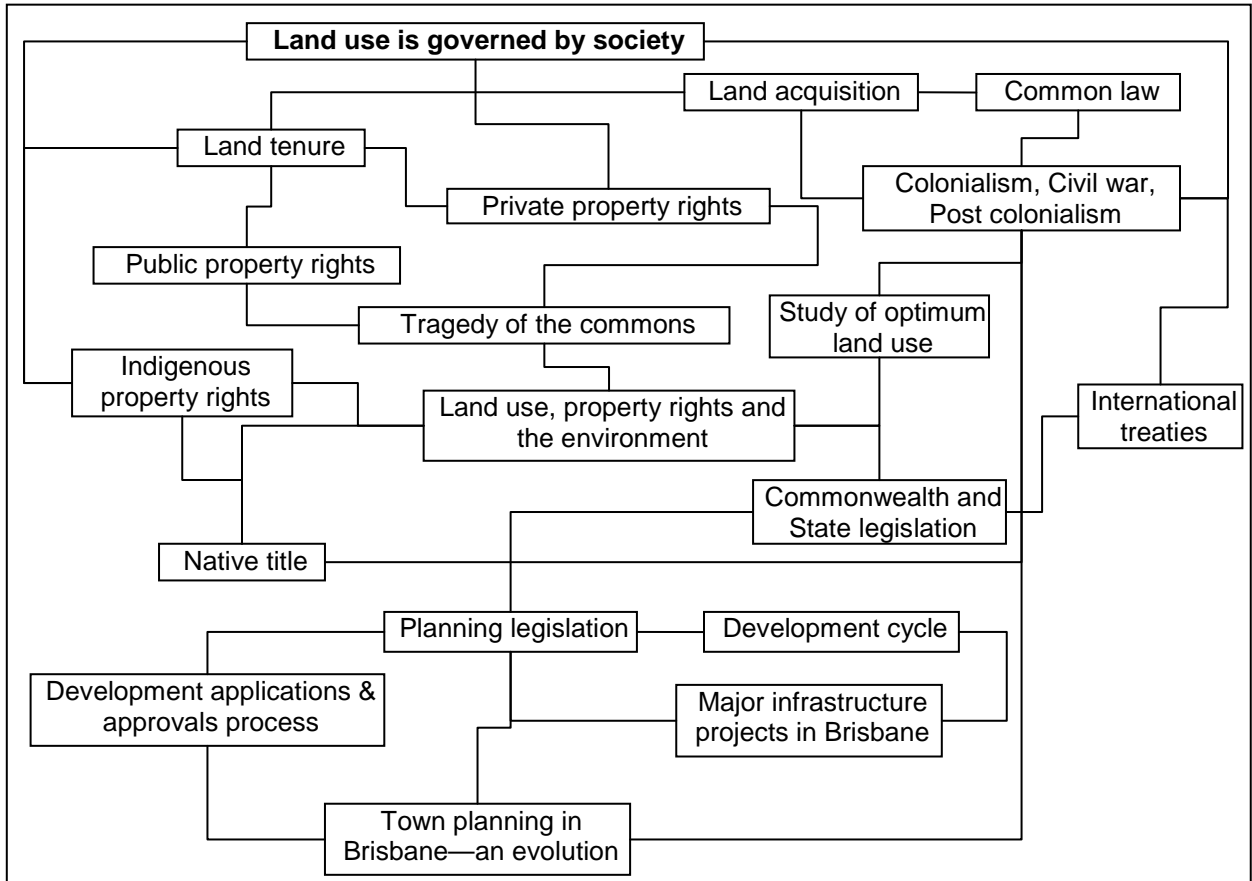 Land use is governed by society
Land acquisition
Common law
Land tenure
Colonialism, Civil war,
Post colonialism
Private property rights
Public property rights
Tragedy of the commons
Study of optimum
land use
Indigenous
property rights
Land use, property rights and
the environment
International
treaties
Commonwealth and
State legislation
Native title
Planning legislation
Development cycle
Development applications &
approvals process
Major infrastructure
projects in Brisbane
Town planning in
Brisbane—an evolution